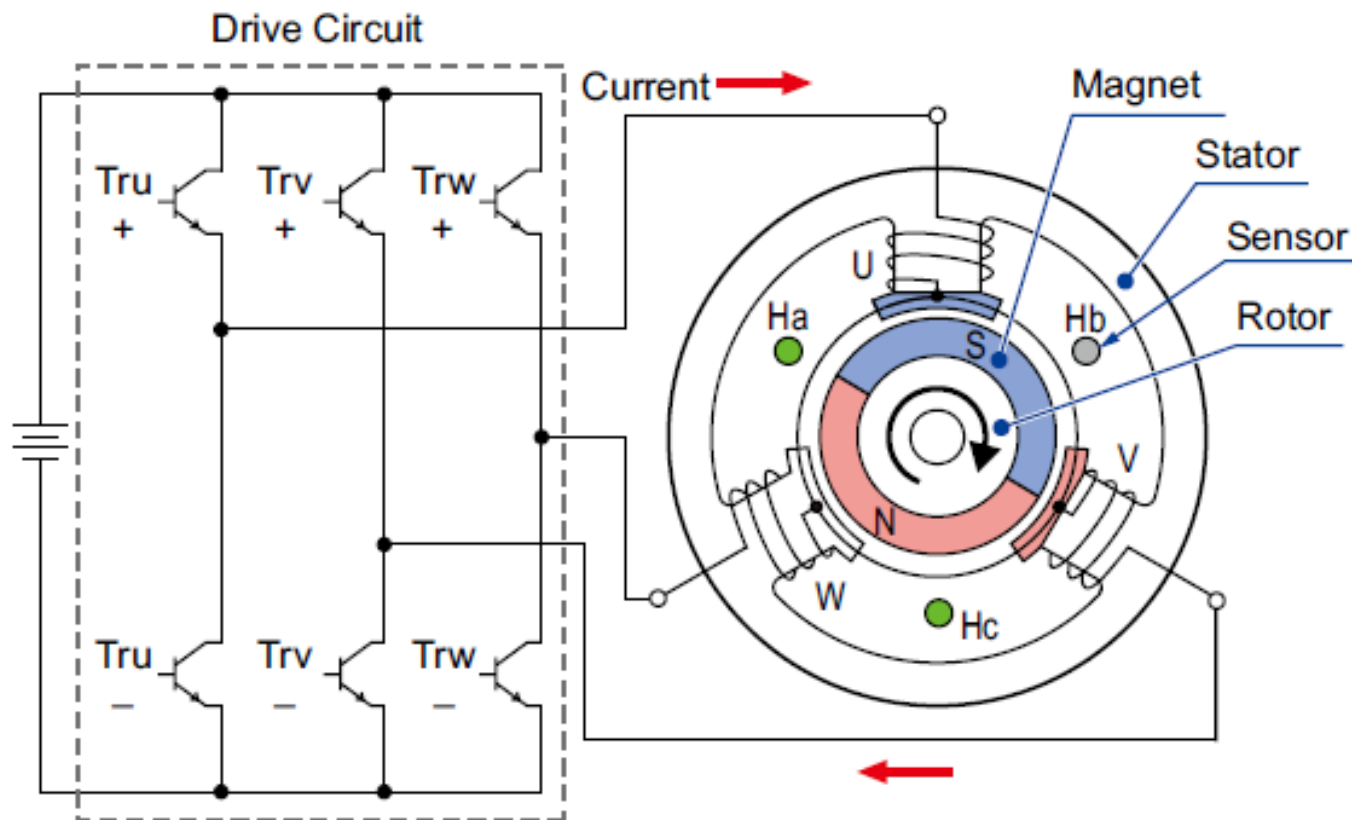 Drive Circuit
Current
Magnet
Stator
Sensor
Rotor
Tru
+
Trv
+
Trw
+
U
Ha
S
Hb
V
N
W
Hc
Tru
–
Trv
–
Trw
–